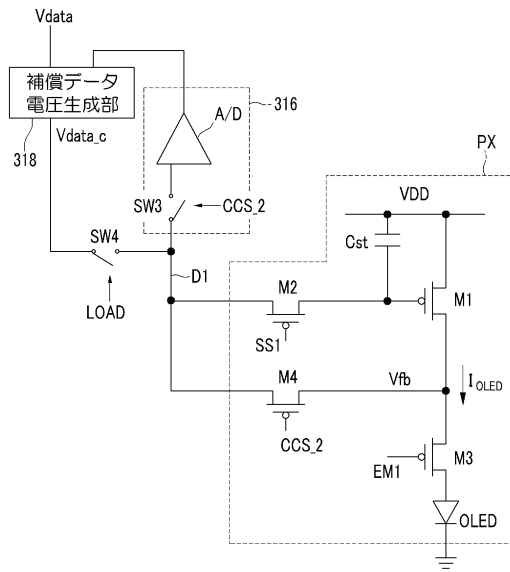 Vdata
補償データ
電圧生成部
318
Vdata_c
A/D
316
SW3
CCS_2
SW4
LOAD
D1
PX
VDD
Cst
M2
M1
SS1
M4
Vfb
I OLED
CCS_2
M3
EM1
OLED